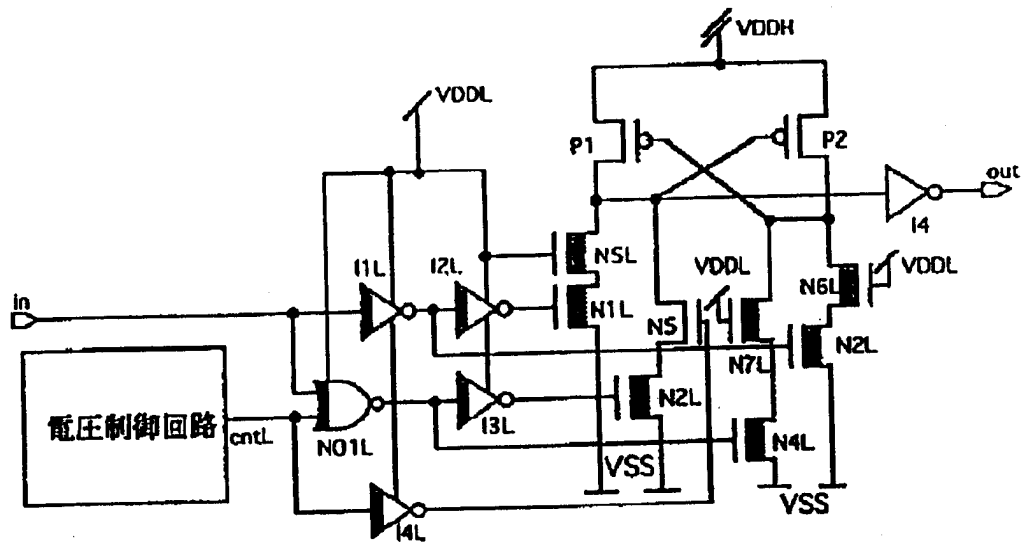 VDDH
VDDL
P1
P2
out
I4
N5L
VDDL
VDDL
I1L
I2L
N6L
in
N1L
N5
N7L
N2L
電圧制御回路
cntL
NO1L
I3L
N2L
N4L
VSS
VSS
I4L